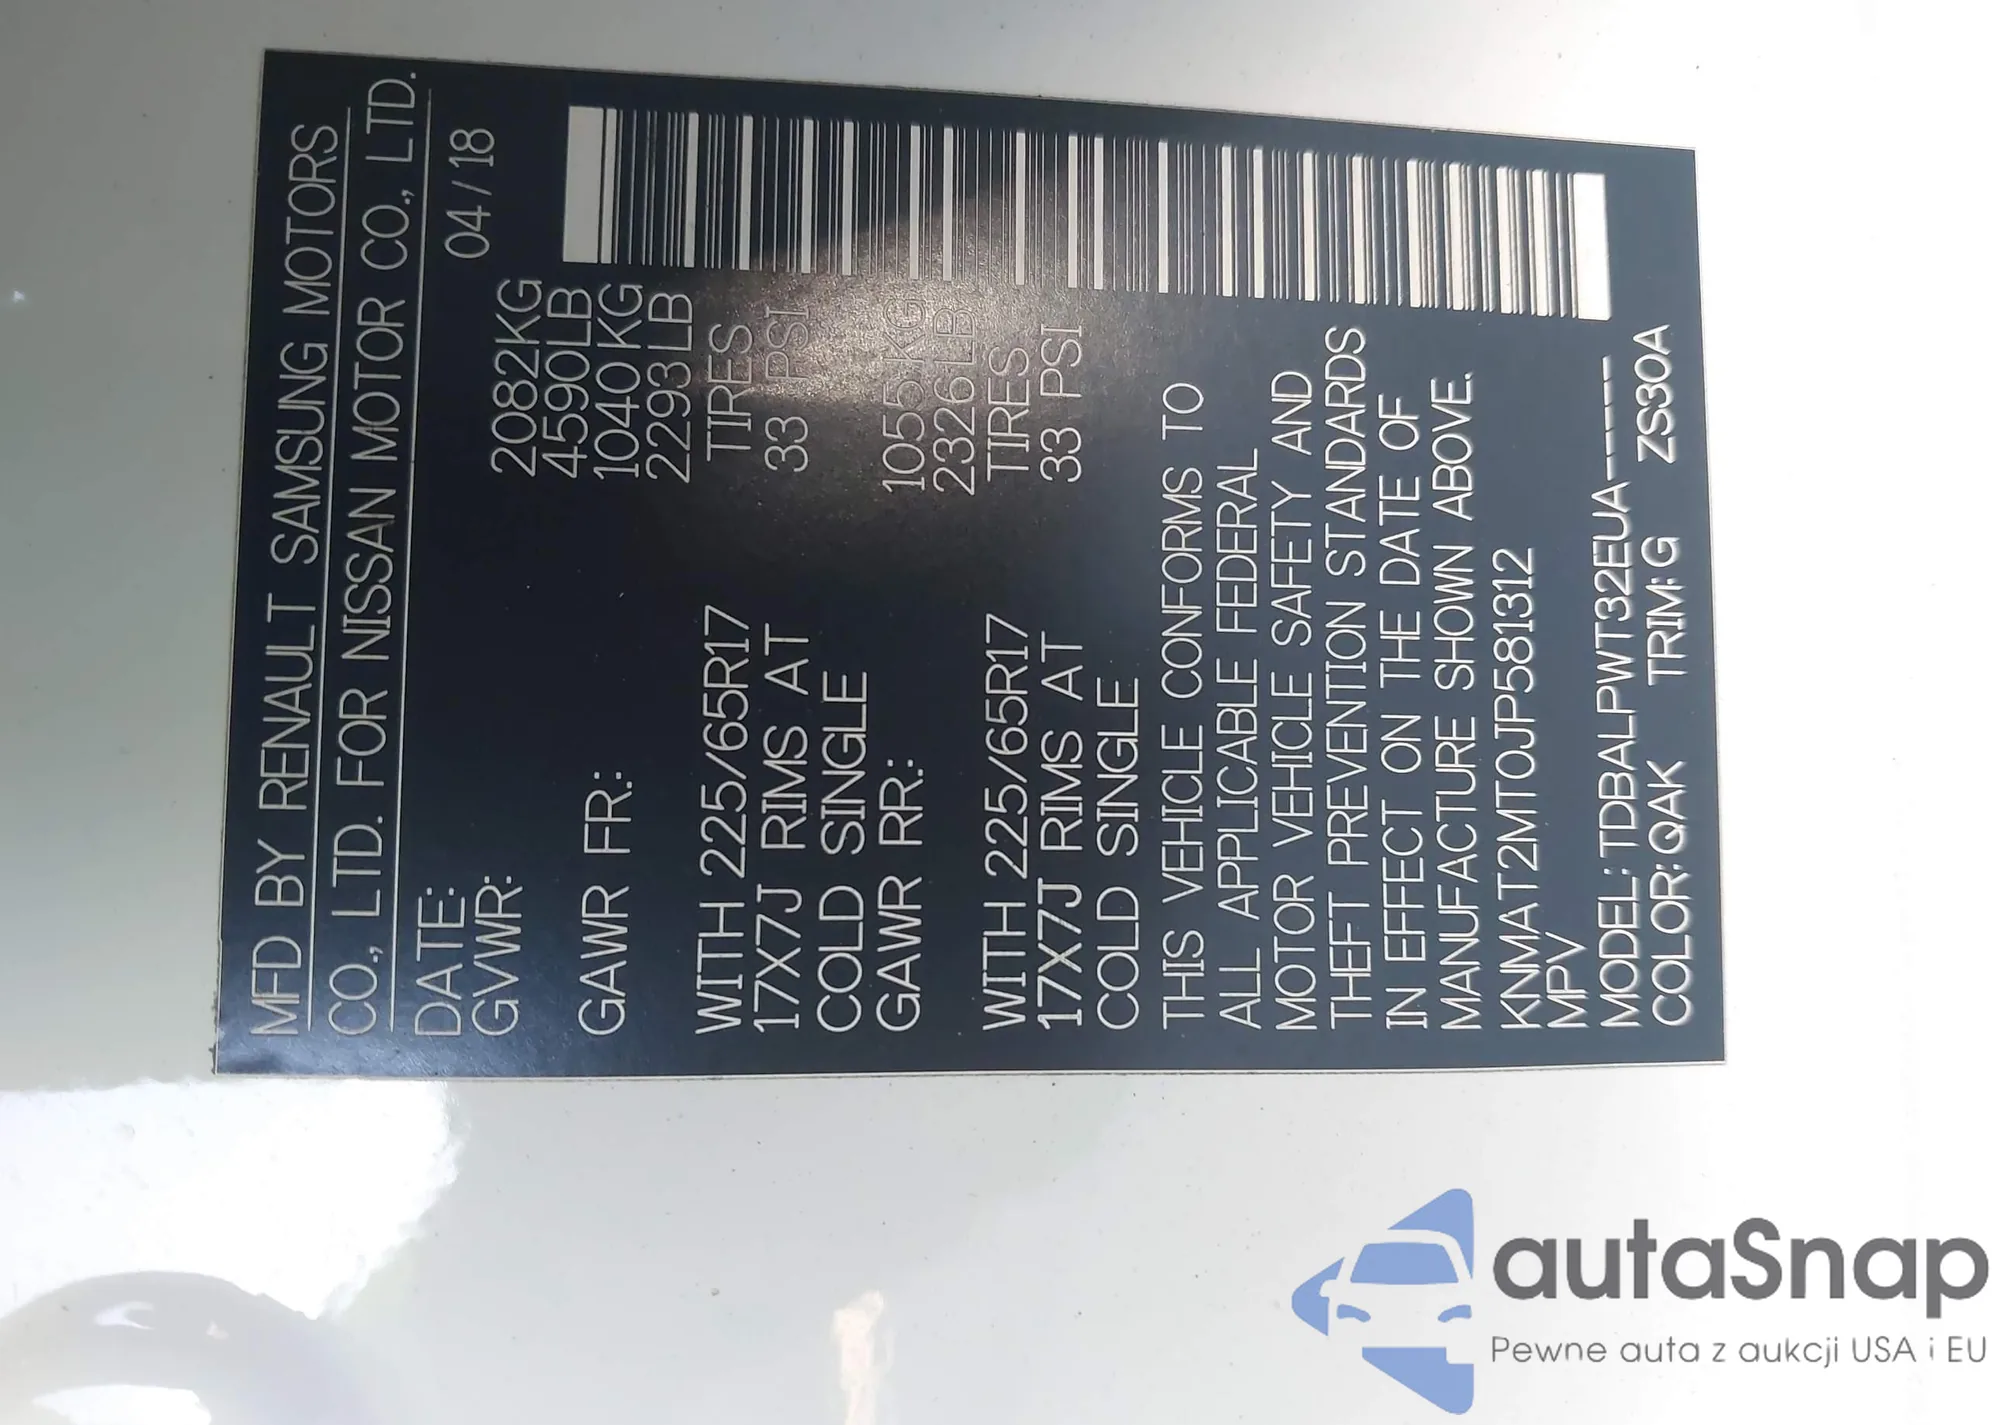 MFD BY RENAULT SAMSUNG MOTORS
CO., LTD. FOR NISSAN MOTOR CO., LTD.
DATE: 04/18
GVWR: 2082KG
4590LB
GAWR FR.: 1040KG
2293LB
WITH 225/65R17 TIRES
17X7J RIMS AT 33 PSI
COLD SINGLE
GAWR RR.: 1055KG
2326LB
WITH 225/65R17 TIRES
17X7J RIMS AT 33 PSI
COLD SINGLE
THIS VEHICLE CONFORMS TO
ALL APPLICABLE FEDERAL
MOTOR VEHICLE SAFETY AND
THEFT PREVENTION STANDARDS
IN EFFECT ON THE DATE OF
MANUFACTURE SHOWN ABOVE.
KNMAT2MT0JP581312
MPV
MODEL:TDBALPWT32EUA-----
COLOR:QAK TRIM:G ZS30A
autaSnap
Pewne auta z aukcji USA i EU